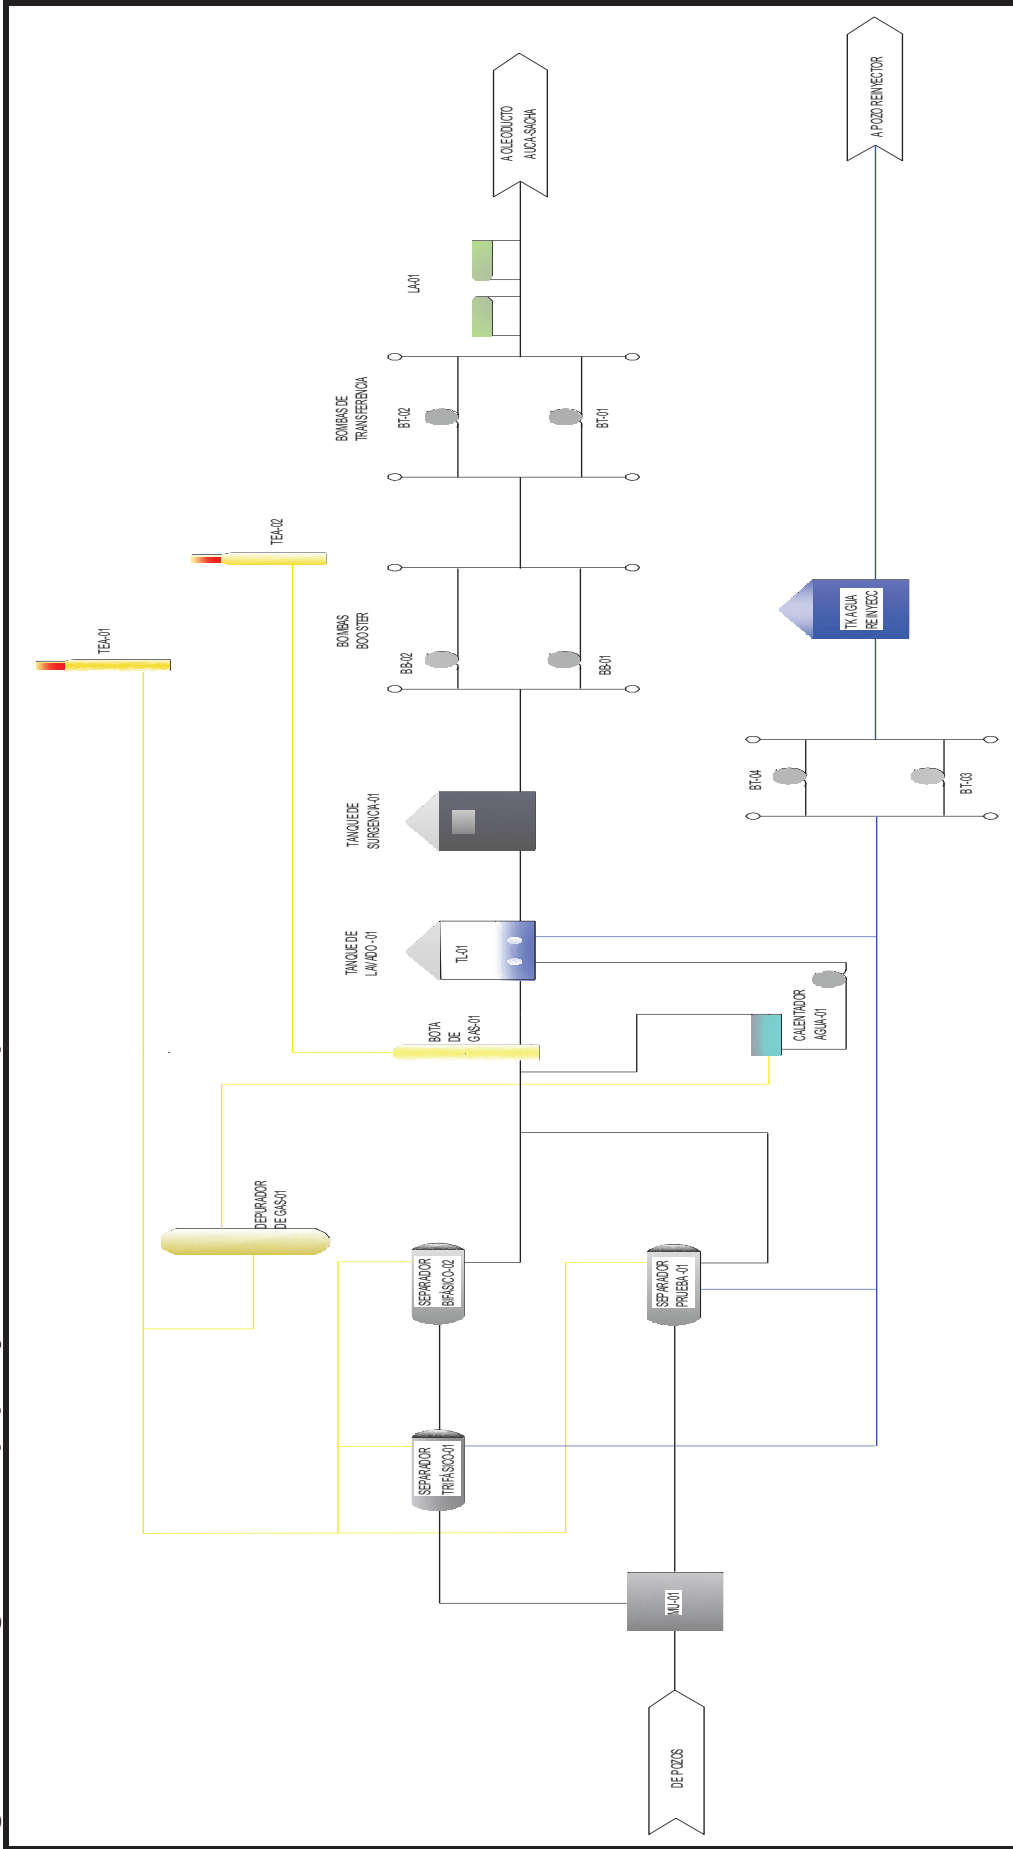 TEA-01
TEA-02
DEPURADOR
DE GAS-01
SEPARADOR
TRIFÁSICO-01
SEPARADOR
BIFÁSICO-02
BOTA
DE
GAS-01
TANQUE DE
LAVADO -01
TL-01
TANQUE DE
SURGENCIA-01
BOMBAS
BOOSTER
BB-02
BB-01
BOMBAS DE
TRANSFERENCIA
BT-02
BT-01
LA-01
A OLEODUCTO
AUCA-SACHA
DE POZOS
MU-01
SEPARADOR
PRUEBA -01
CALENTADOR
AGUA-01
BT-04
BT-03
TK AGUA
REINYECC
A POZO REINYECTOR